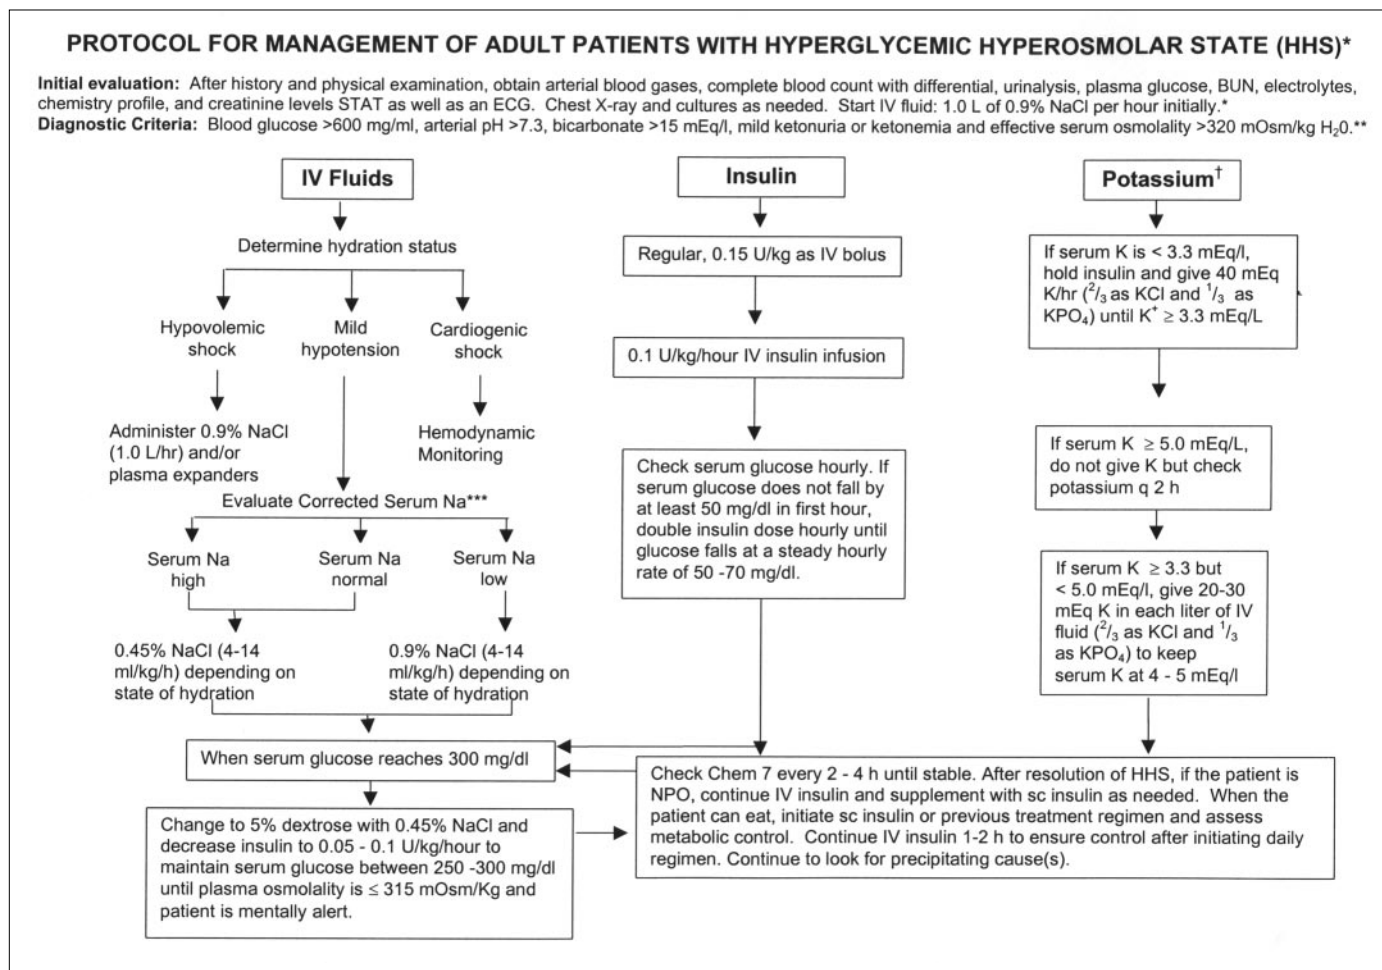 PROTOCOL FOR MANAGEMENT OF ADULT PATIENTS WITH HYPERGLYCEMIC HYPEROSMOLAR STATE (HHS)*
Initial evaluation: After history and physical examination, obtain arterial blood gases, complete blood count with differential, urinalysis, plasma glucose, BUN, electrolytes,
chemistry profile, and creatinine levels STAT as well as an ECG. Chest X-ray and cultures as needed. Start IV fluid: 1.0 L of 0.9% NaCl per hour initially.*
Diagnostic Criteria: Blood glucose >600 mg/ml, arterial pH >7.3, bicarbonate >15 mEq/l, mild ketonuria or ketonemia and effective serum osmolality >320 mOsm/kg H₂0.**
IV Fluids
Determine hydration status
Hypovolemic
shock
Mild
hypotension
Cardiogenic
shock
Administer 0.9% NaCl
(1.0 L/hr) and/or
plasma expanders
Hemodynamic
Monitoring
Evaluate Corrected Serum Na***
Serum Na
high
Serum Na
normal
Serum Na
low
0.45% NaCl (4-14
ml/kg/h) depending on
state of hydration
0.9% NaCl (4-14
ml/kg/h) depending on
state of hydration
When serum glucose reaches 300 mg/dl
Change to 5% dextrose with 0.45% NaCl and
decrease insulin to 0.05 - 0.1 U/kg/hour to
maintain serum glucose between 250 -300 mg/dl
until plasma osmolality is ≤ 315 mOsm/Kg and
patient is mentally alert.
Insulin
Regular, 0.15 U/kg as IV bolus
0.1 U/kg/hour IV insulin infusion
Check serum glucose hourly. If
serum glucose does not fall by
at least 50 mg/dl in first hour,
double insulin dose hourly until
glucose falls at a steady hourly
rate of 50 -70 mg/dl.
Potassium†
If serum K is < 3.3 mEq/l,
hold insulin and give 40 mEq
K/hr (2/3 as KCl and 1/3 as
KPO₄) until K⁺ ≥ 3.3 mEq/L
If serum K ≥ 5.0 mEq/L,
do not give K but check
potassium q 2 h
If serum K ≥ 3.3 but
< 5.0 mEq/l, give 20-30
mEq K in each liter of IV
fluid (2/3 as KCl and 1/3
as KPO₄) to keep
serum K at 4 - 5 mEq/l
Check Chem 7 every 2 - 4 h until stable. After resolution of HHS, if the patient is
NPO, continue IV insulin and supplement with sc insulin as needed. When the
patient can eat, initiate sc insulin or previous treatment regimen and assess
metabolic control. Continue IV insulin 1-2 h to ensure control after initiating daily
regimen. Continue to look for precipitating cause(s).